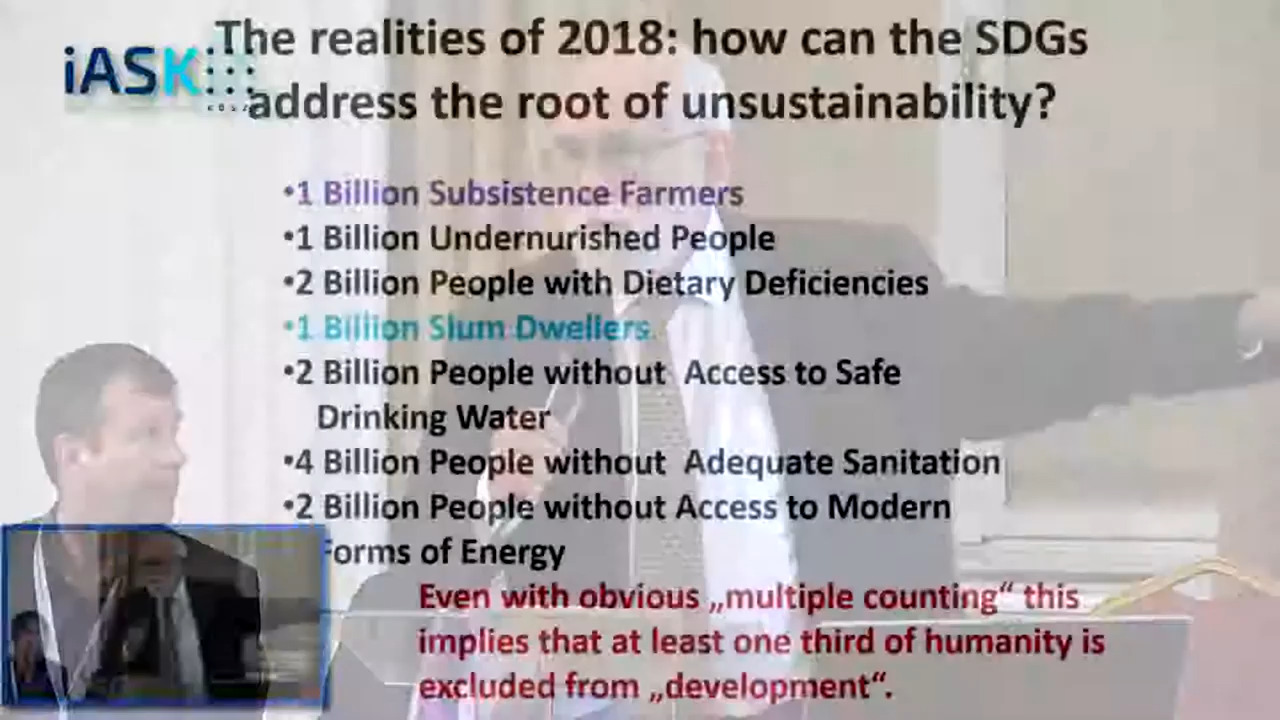 iASK
The realities of 2018: how can the SDGs
address the root of unsustainability?
•1 Billion Subsistence Farmers
•1 Billion Undernurished People
•2 Billion People with Dietary Deficiencies
•1 Billion Slum Dwellers
•2 Billion People without Access to Safe
Drinking Water
•4 Billion People without Adequate Sanitation
•2 Billion People without Access to Modern
Forms of Energy
Even with obvious „multiple counting“ this
implies that at least one third of humanity is
excluded from „development“.